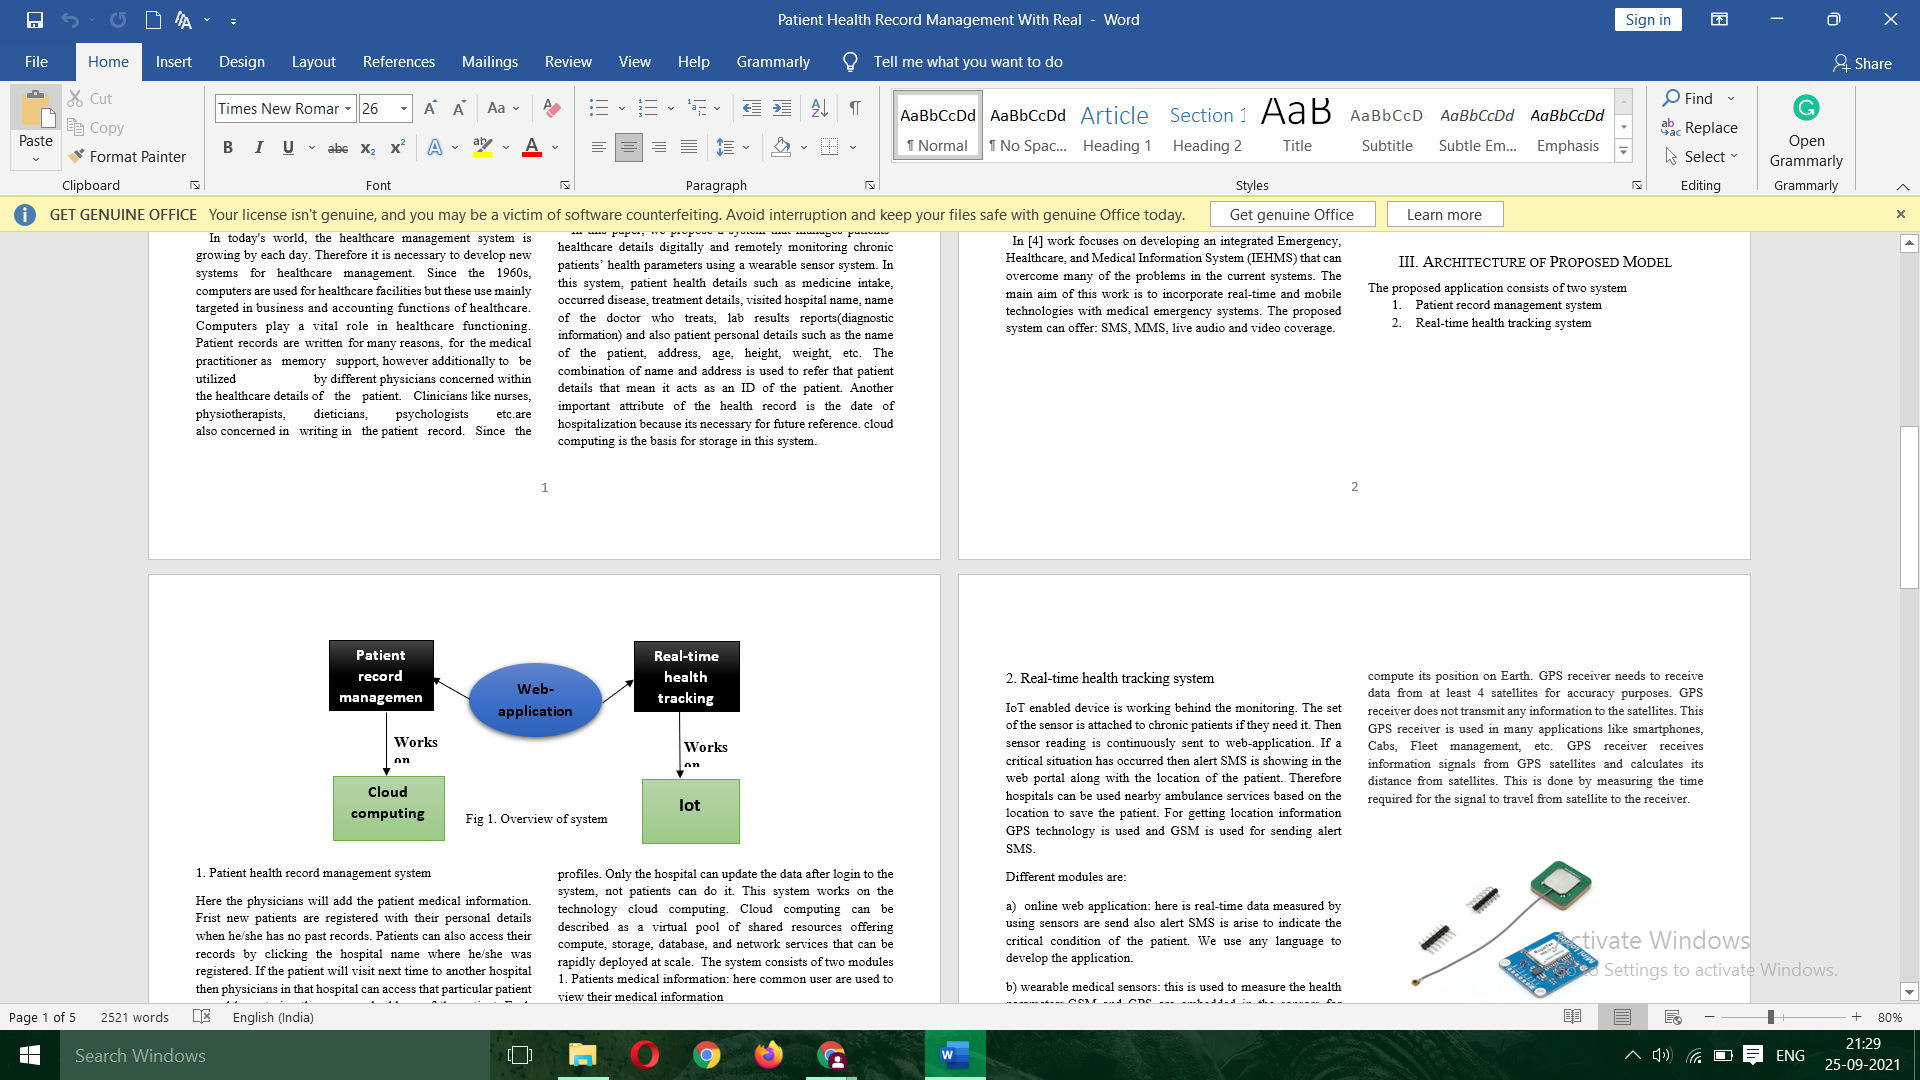 Patient Health Record Management With Real - Word
Sign in
File Home Insert Design Layout References Mailings Review View Help Grammarly Tell me what you want to do Share
Paste
Cut
Copy
Format Painter
Clipboard
Times New Romar 26
Font
Paragraph
AaBbCcDd AaBbCcDd Article Section 1 AaB AaBbCcD AaBbCcDd AaBbCcDd
¶ Normal ¶ No Spac... Heading 1 Heading 2 Title Subtitle Subtle Em... Emphasis
Styles
Find
Replace
Select
Editing
Open
Grammarly
Grammarly
GET GENUINE OFFICE Your license isn't genuine, and you may be a victim of software counterfeiting. Avoid interruption and keep your files safe with genuine Office today. Get genuine Office Learn more
In today's world, the healthcare management system is
growing by each day. Therefore it is necessary to develop new
systems for healthcare management. Since the 1960s,
computers are used for healthcare facilities but these use mainly
targeted in business and accounting functions of healthcare.
Computers play a vital role in healthcare functioning.
Patient records are written for many reasons, for the medical
practitioner as memory support, however additionally to be
utilized by different physicians concerned within
the healthcare details of the patient. Clinicians like nurses,
physiotherapists, dieticians, psychologists etc.are
also concerned in writing in the patient record. Since the
In this paper, we propose a system that manages patients'
healthcare details digitally and remotely monitoring chronic
patients' health parameters using a wearable sensor system. In
this system, patient health details such as medicine intake,
occurred disease, treatment details, visited hospital name, name
of the doctor who treats, lab results reports(diagnostic
information) and also patient personal details such as the name
of the patient, address, age, height, weight, etc. The
combination of name and address is used to refer that patient
details that mean it acts as an ID of the patient. Another
important attribute of the health record is the date of
hospitalization because its necessary for future reference. cloud
computing is the basis for storage in this system.
1
In [4] work focuses on developing an integrated Emergency,
Healthcare, and Medical Information System (IEHMS) that can
overcome many of the problems in the current systems. The
main aim of this work is to incorporate real-time and mobile
technologies with medical emergency systems. The proposed
system can offer: SMS, MMS, live audio and video coverage.
III. ARCHITECTURE OF PROPOSED MODEL
The proposed application consists of two system
1. Patient record management system
2. Real-time health tracking system
2
Patient
record
managemen
Web-
application
Real-time
health
tracking
Works
on
Works
on
Cloud
computing
Iot
Fig 1. Overview of system
1. Patient health record management system
Here the physicians will add the patient medical information.
Frist new patients are registered with their personal details
when he/she has no past records. Patients can also access their
records by clicking the hospital name where he/she was
registered. If the patient will visit next time to another hospital
then physicians in that hospital can access that particular patient
profiles. Only the hospital can update the data after login to the
system, not patients can do it. This system works on the
technology cloud computing. Cloud computing can be
described as a virtual pool of shared resources offering
compute, storage, database, and network services that can be
rapidly deployed at scale. The system consists of two modules
1. Patients medical information: here common user are used to
view their medical information
2. Real-time health tracking system
IoT enabled device is working behind the monitoring. The set
of the sensor is attached to chronic patients if they need it. Then
sensor reading is continuously sent to web-application. If a
critical situation has occurred then alert SMS is showing in the
web portal along with the location of the patient. Therefore
hospitals can be used nearby ambulance services based on the
location to save the patient. For getting location information
GPS technology is used and GSM is used for sending alert
SMS.
Different modules are:
a) online web application: here is real-time data measured by
using sensors are send also alert SMS is arise to indicate the
critical condition of the patient. We use any language to
develop the application.
b) wearable medical sensors: this is used to measure the health
compute its position on Earth. GPS receiver needs to receive
data from at least 4 satellites for accuracy purposes. GPS
receiver does not transmit any information to the satellites. This
GPS receiver is used in many applications like smartphones,
Cabs, Fleet management, etc. GPS receiver receives
information signals from GPS satellites and calculates its
distance from satellites. This is done by measuring the time
required for the signal to travel from satellite to the receiver.
Activate Windows
Go to Settings to activate Windows.
Page 1 of 5 2521 words English (India) 80%
Search Windows
ENG
21:29
25-09-2021